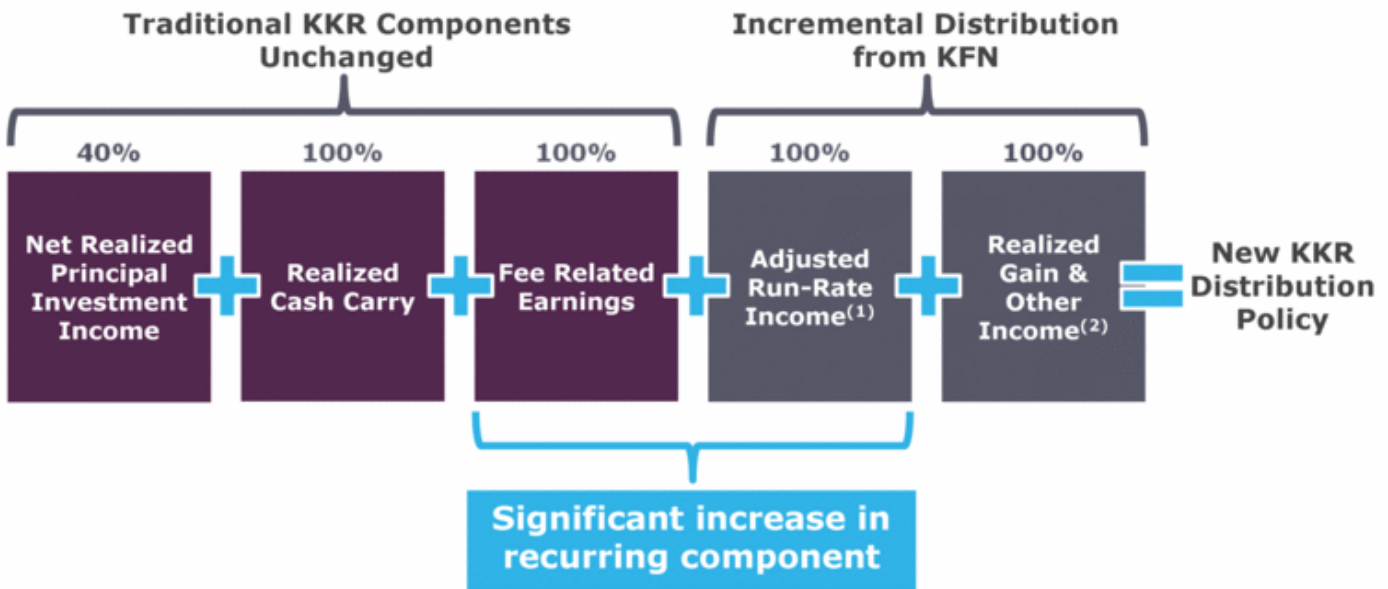 Traditional KKR Components
Unchanged
Incremental Distribution
from KFN
40%
100%
100%
100%
100%
Net Realized
Principal
Investment
Income
+
Realized
Cash Carry
+
Fee Related
Earnings
+
Adjusted
Run-Rate
Income(1)
+
Realized
Gain &
Other
Income(2)
=
New KKR
Distribution
Policy
Significant increase in
recurring component